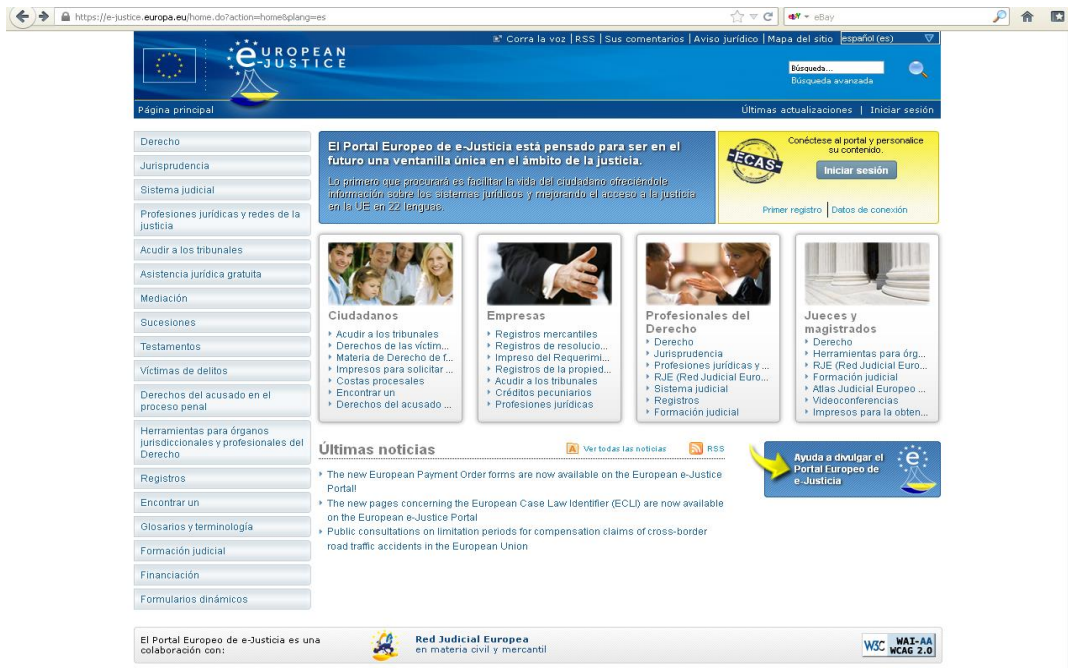 https://e-justice.europa.eu/home.do?action=home&plang=es
eBay
Corra la voz | RSS | Sus comentarios | Aviso jurídico | Mapa del sitio español (es)
EUROPEAN
E-JUSTICE
Búsqueda...
Búsqueda avanzada
Página principal
Últimas actualizaciones | Iniciar sesión
Derecho
Jurisprudencia
Sistema judicial
Profesiones jurídicas y redes de la
justicia
Acudir a los tribunales
Asistencia jurídica gratuita
Mediación
Sucesiones
Testamentos
Víctimas de delitos
Derechos del acusado en el
proceso penal
Herramientas para órganos
jurisdiccionales y profesionales del
Derecho
Registros
Encontrar un
Glosarios y terminología
Formación judicial
Financiación
Formularios dinámicos
El Portal Europeo de e-Justicia está pensado para ser en el
futuro una ventanilla única en el ámbito de la justicia.
Lo primero que procurará es facilitar la vida del ciudadano ofreciéndole
información sobre los sistemas jurídicos y mejorando el acceso a la justicia
en la UE en 22 lenguas.
ECAS
Conéctese al portal y personalice
su contenido.
Iniciar sesión
Primer registro | Datos de conexión
Ciudadanos
Acudir a los tribunales
Derechos de las víctim...
Materia de Derecho de f...
Impresos para solicitar ...
Costas procesales
Encontrar un
Derechos del acusado ...
Empresas
Registros mercantiles
Registros de resolucio...
Impreso del Requerimi...
Registros de la propied...
Acudir a los tribunales
Créditos pecuniarios
Profesiones jurídicas
Profesionales del
Derecho
Derecho
Jurisprudencia
Profesiones jurídicas y ...
RJE (Red Judicial Euro...
Sistema judicial
Registros
Formación judicial
Jueces y
magistrados
Derecho
Herramientas para órg...
RJE (Red Judicial Euro...
Formación judicial
Atlas Judicial Europeo ...
Videoconferencias
Impresos para la obten...
Últimas noticias
Ver todas las noticias
RSS
The new European Payment Order forms are now available on the European e-Justice
Portal!
The new pages concerning the European Case Law Identifier (ECLI) are now available
on the European e-Justice Portal
Public consultations on limitation periods for compensation claims of cross-border
road traffic accidents in the European Union
Ayuda a divulgar el
Portal Europeo de
e-Justicia
El Portal Europeo de e-Justicia es una
colaboración con:
Red Judicial Europea
en materia civil y mercantil
W3C WAI-AA
WCAG 2.0